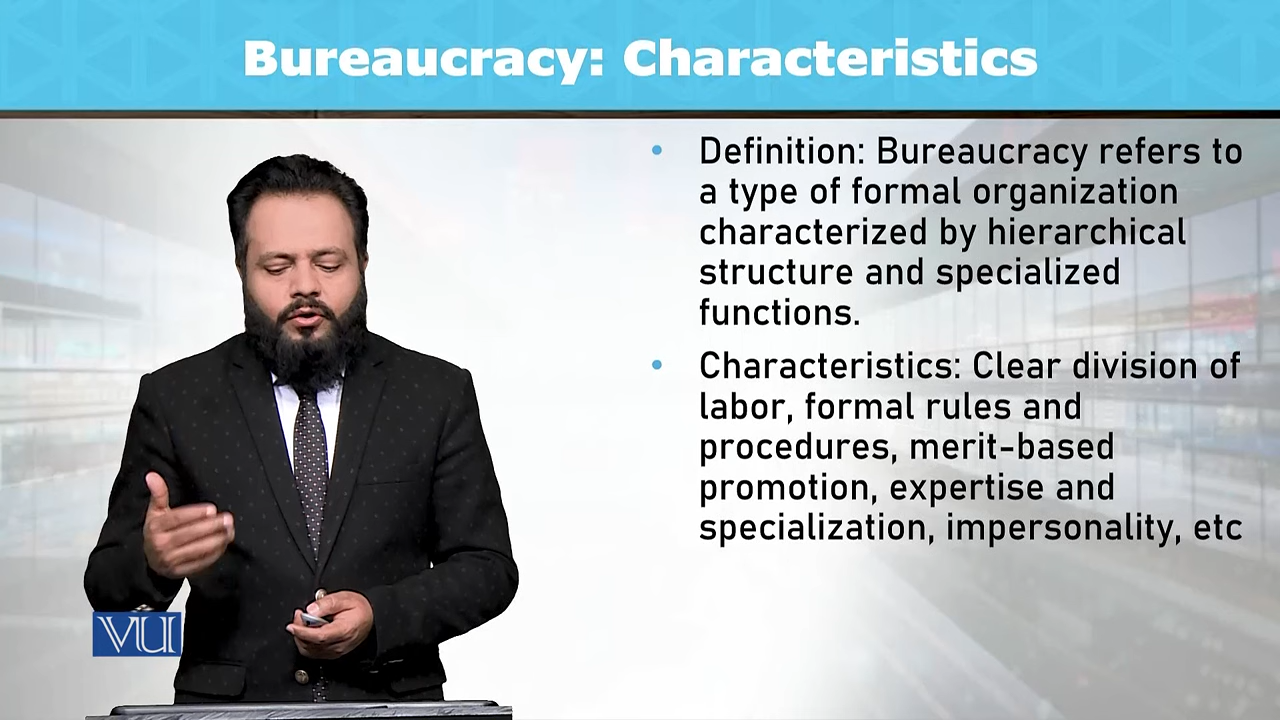 Bureaucracy: Characteristics
• Definition: Bureaucracy refers to
a type of formal organization
characterized by hierarchical
structure and specialized
functions.
• Characteristics: Clear division of
labor, formal rules and
procedures, merit-based
promotion, expertise and
specialization, impersonality, etc
VU